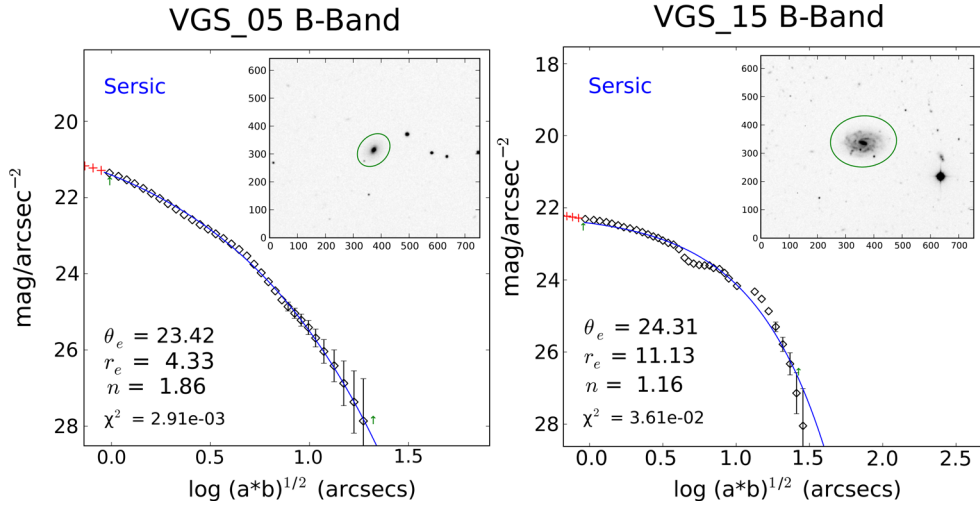 VGS_05 B-Band
Sersic
600
500
400
300
200
100
0
0 100 200 300 400 500 600 700
20
22
24
26
28
mag/arcsec⁻²
θ_e = 23.42
r_e = 4.33
n = 1.86
χ² = 2.91e-03
0.0 0.5 1.0 1.5
log (a*b)^{1/2} (arcsecs)
VGS_15 B-Band
Sersic
600
500
400
300
200
100
0
0 100 200 300 400 500 600 700
18
20
22
24
26
28
mag/arcsec⁻²
θ_e = 24.31
r_e = 11.13
n = 1.16
χ² = 3.61e-02
0.0 0.5 1.0 1.5 2.0 2.5
log (a*b)^{1/2} (arcsecs)